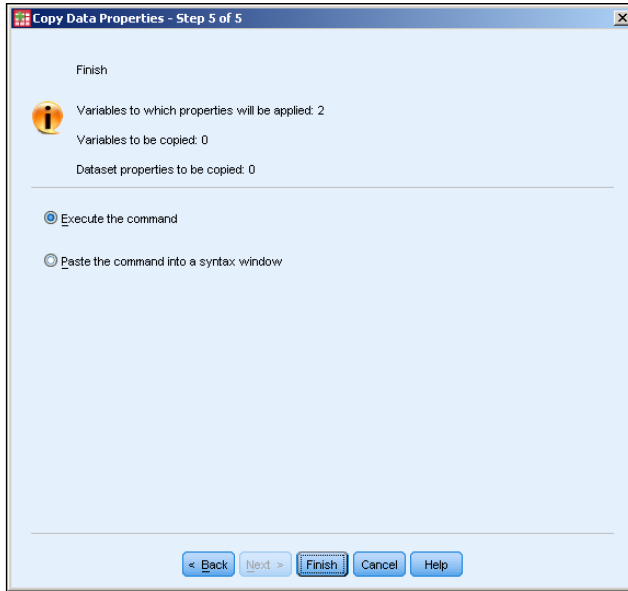 Copy Data Properties - Step 5 of 5
Finish
Variables to which properties will be applied: 2
Variables to be copied: 0
Dataset properties to be copied: 0
Execute the command
Paste the command into a syntax window
< Back Next > Finish Cancel Help